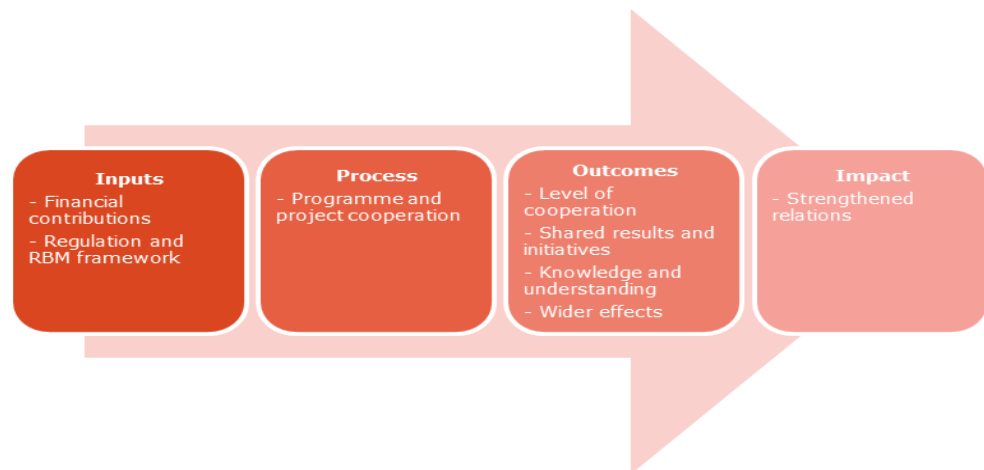 Inputs
- Financial
contributions
- Regulation and
RBM framework
Process
- Programme and
project cooperation
Outcomes
- Level of
cooperation
- Shared results and
initiatives
- Knowledge and
understanding
- Wider effects
Impact
- Strengthened
relations